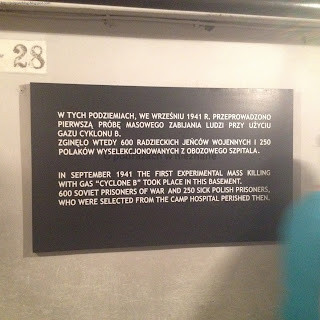 28
W TYCH PODZIEMIACH, WE WRZEŚNIU 1941 R. PRZEPROWADZONO
PIERWSZĄ PRÓBĘ MASOWEGO ZABIJANIA LUDZI PRZY UŻYCIU
GAZU CYKLONU B.
ZGINĘŁO WTEDY 600 RADZIECKICH JEŃCÓW WOJENNYCH I 250
POLAKÓW WYSELEKCJONOWANYCH Z OBOZOWEGO SZPITALA.
IN SEPTEMBER 1941 THE FIRST EXPERIMENTAL MASS KILLING
WITH GAS "CYCLONE B" TOOK PLACE IN THIS BASEMENT.
600 SOVIET PRISONERS OF WAR AND 250 SICK POLISH PRISONERS,
WHO WERE SELECTED FROM THE CAMP HOSPITAL PERISHED THEN.